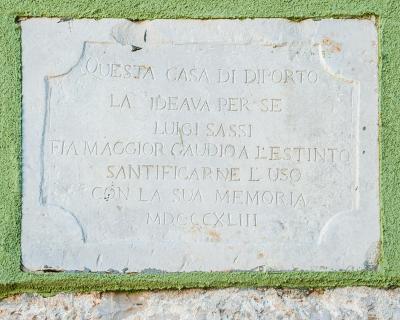 QUESTA CASA DI DIPORTO
LA IDEAVA PER SE
LUIGI SASSI
FIA MAGGIOR GAUDIO A L'ESTINTO
SANTIFICARNE L'USO
CON LA SUA MEMORIA
MDCCCXLIII